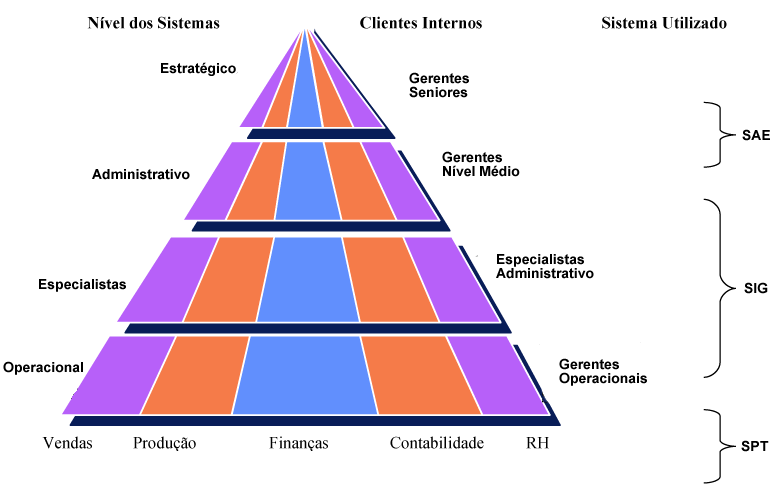 Nível dos Sistemas
Clientes Internos
Sistema Utilizado
Estratégico
Gerentes
Seniores
SAE
Administrativo
Gerentes
Nível Médio
Especialistas
Especialistas
Administrativo
SIG
Operacional
Gerentes
Operacionais
Vendas
Produção
Finanças
Contabilidade
RH
SPT